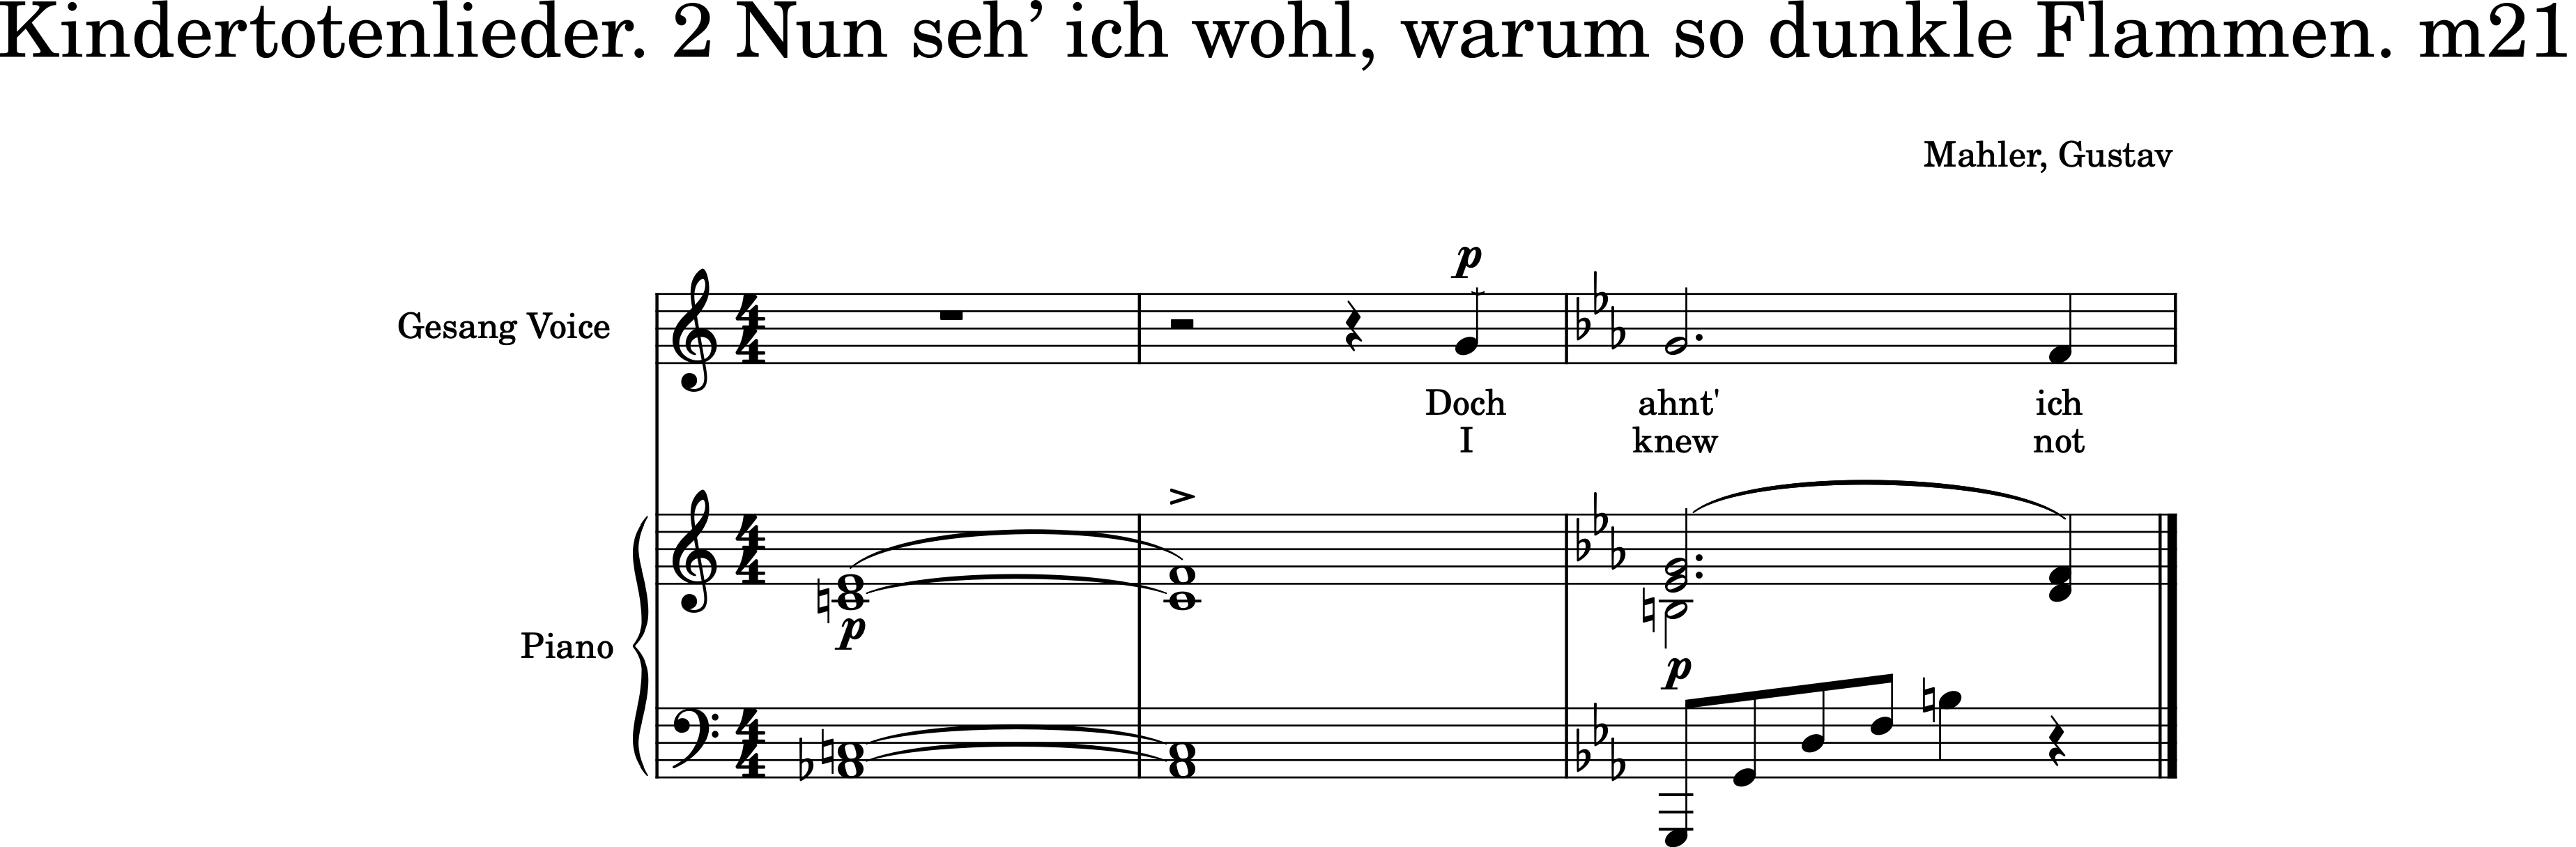 Kindertotenlieder. 2 Nun seh’ ich wohl, warum so dunkle Flammen. m21
Mahler, Gustav
p
Gesang Voice
Doch ahnt' ich
I knew not
p
p
Piano